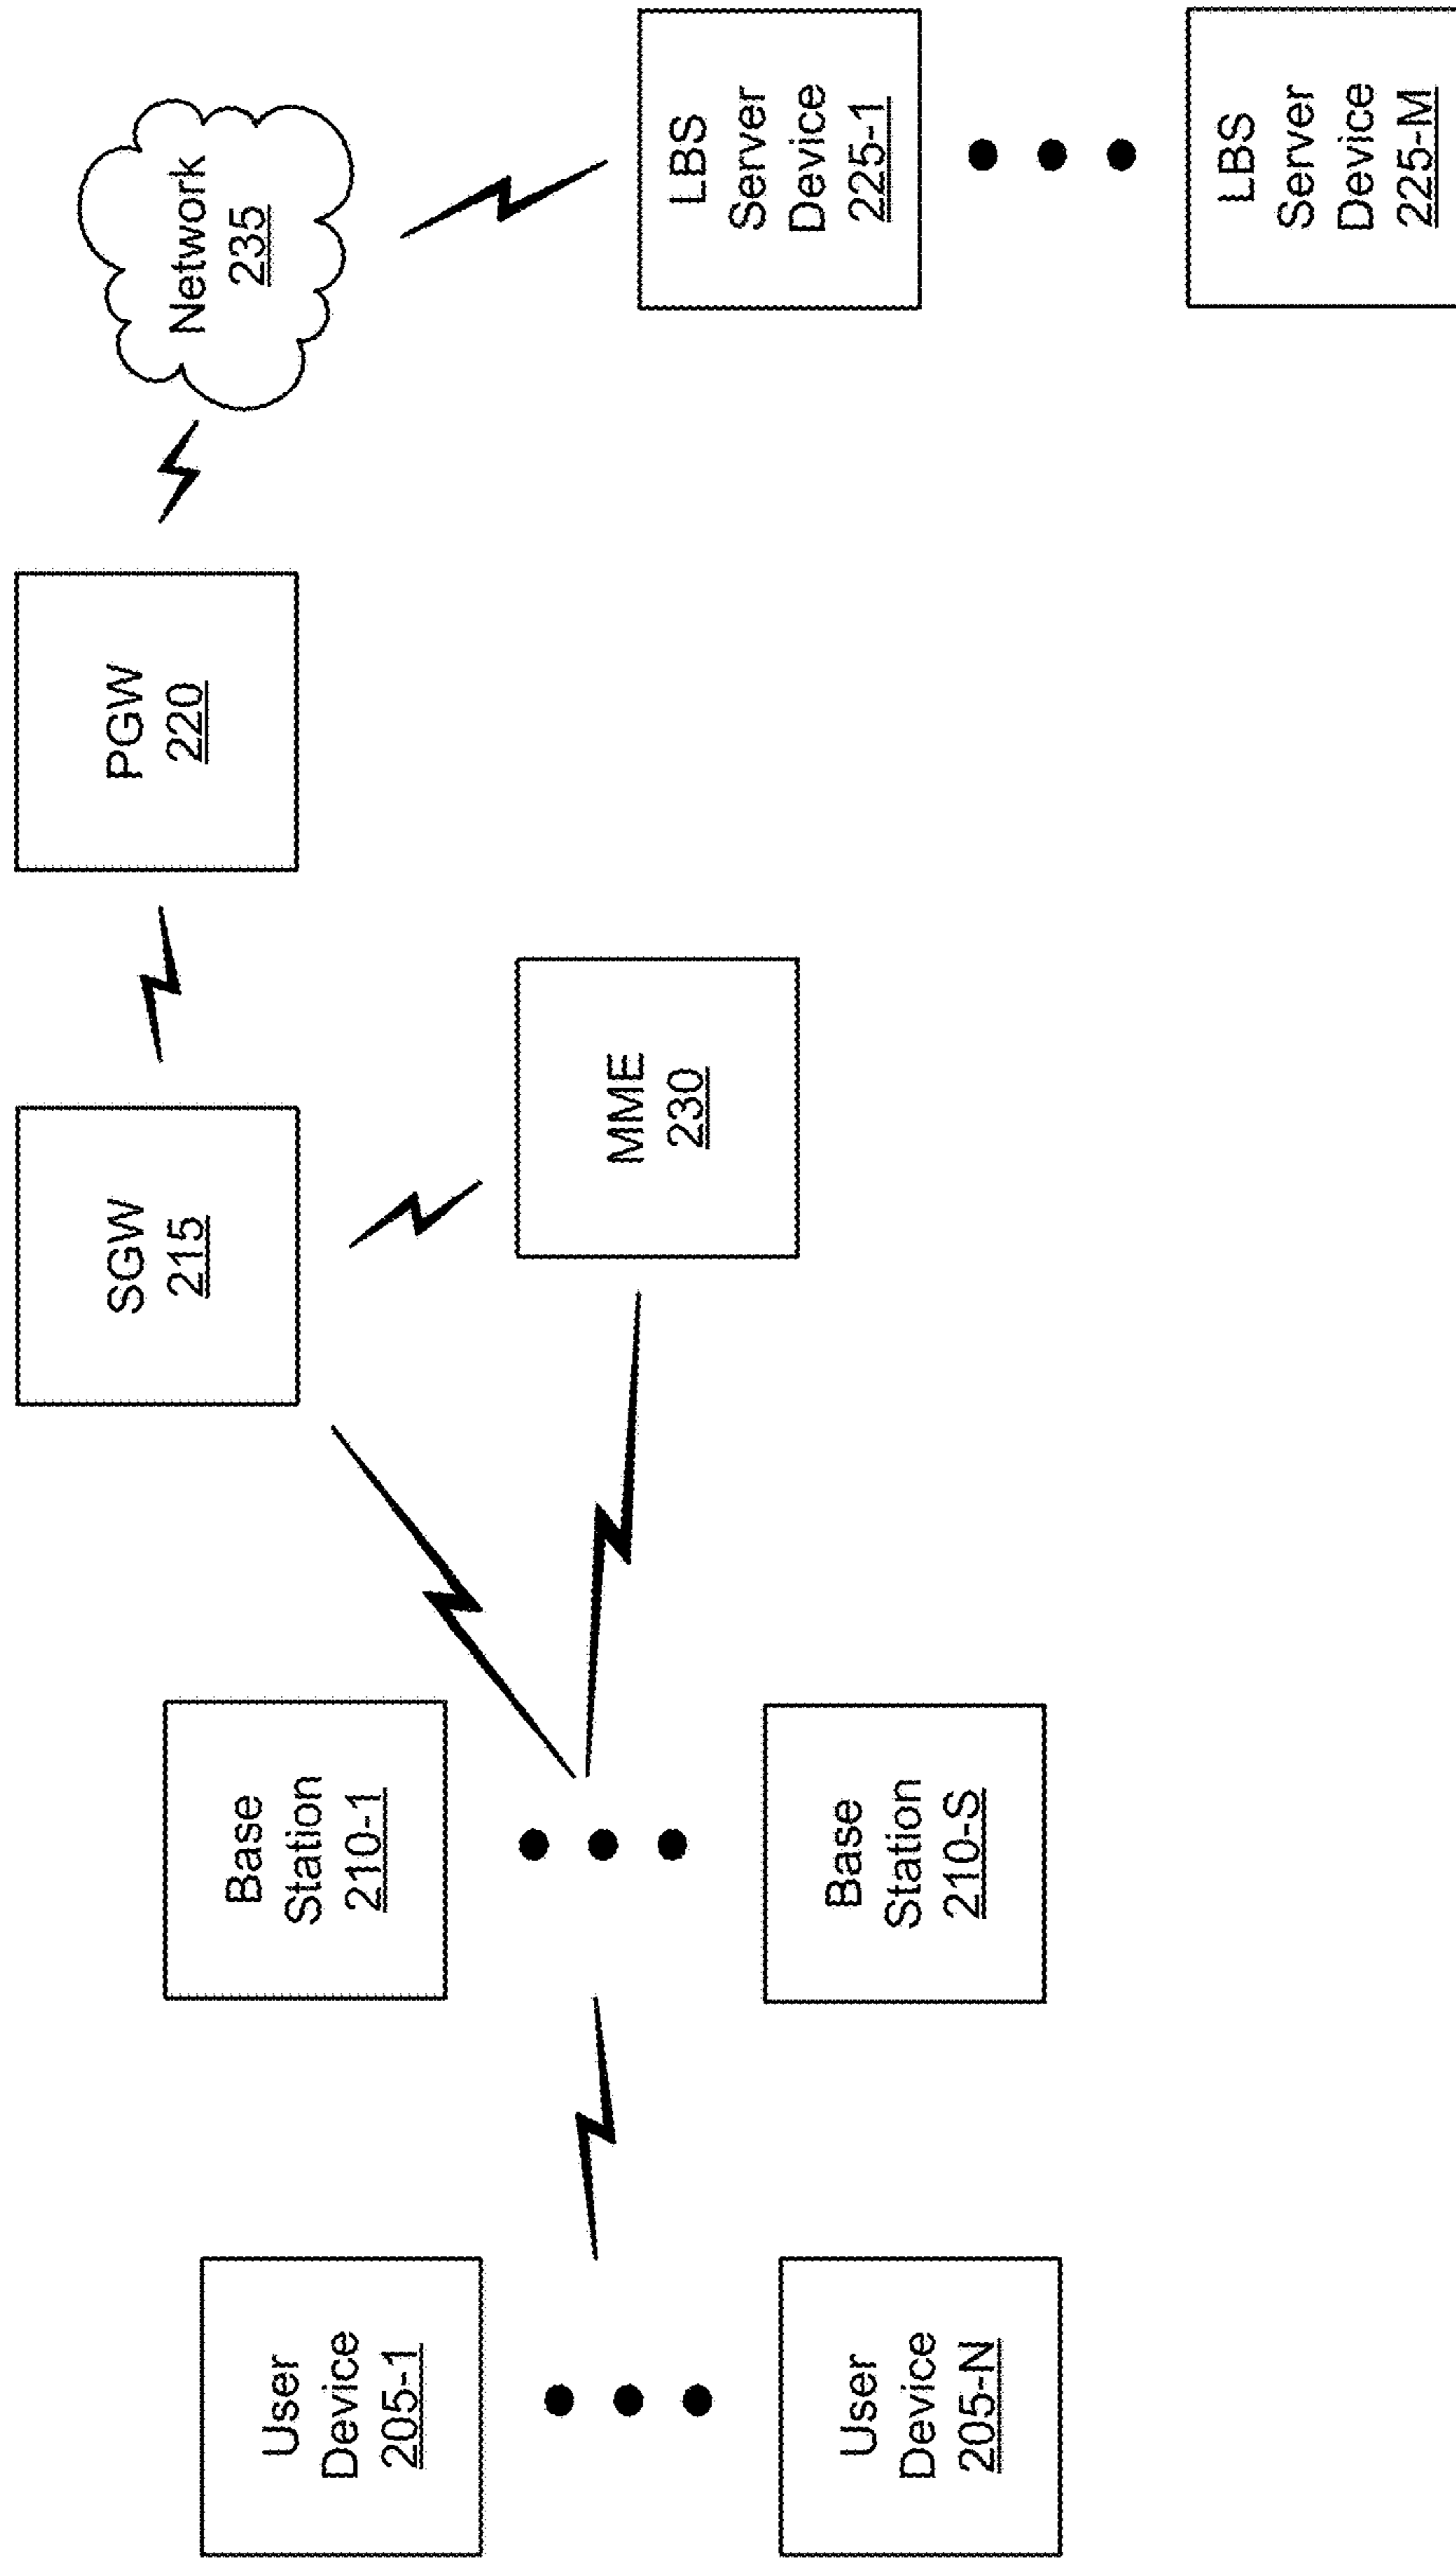 User
Device
205-1
User
Device
205-N
Base
Station
210-1
Base
Station
210-S
SGW
215
MME
230
PGW
220
Network
235
LBS
Server
Device
225-1
LBS
Server
Device
225-M